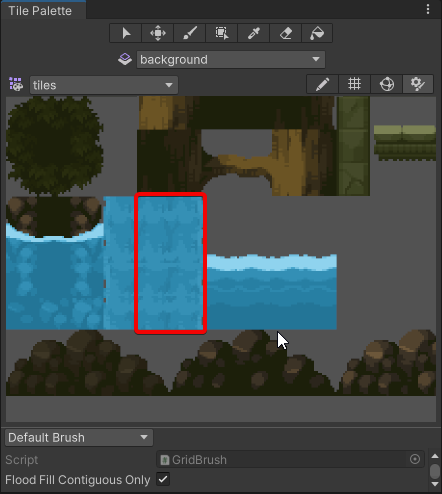 Tile Palette
background
tiles
Default Brush
Script
GridBrush
Flood Fill Contiguous Only